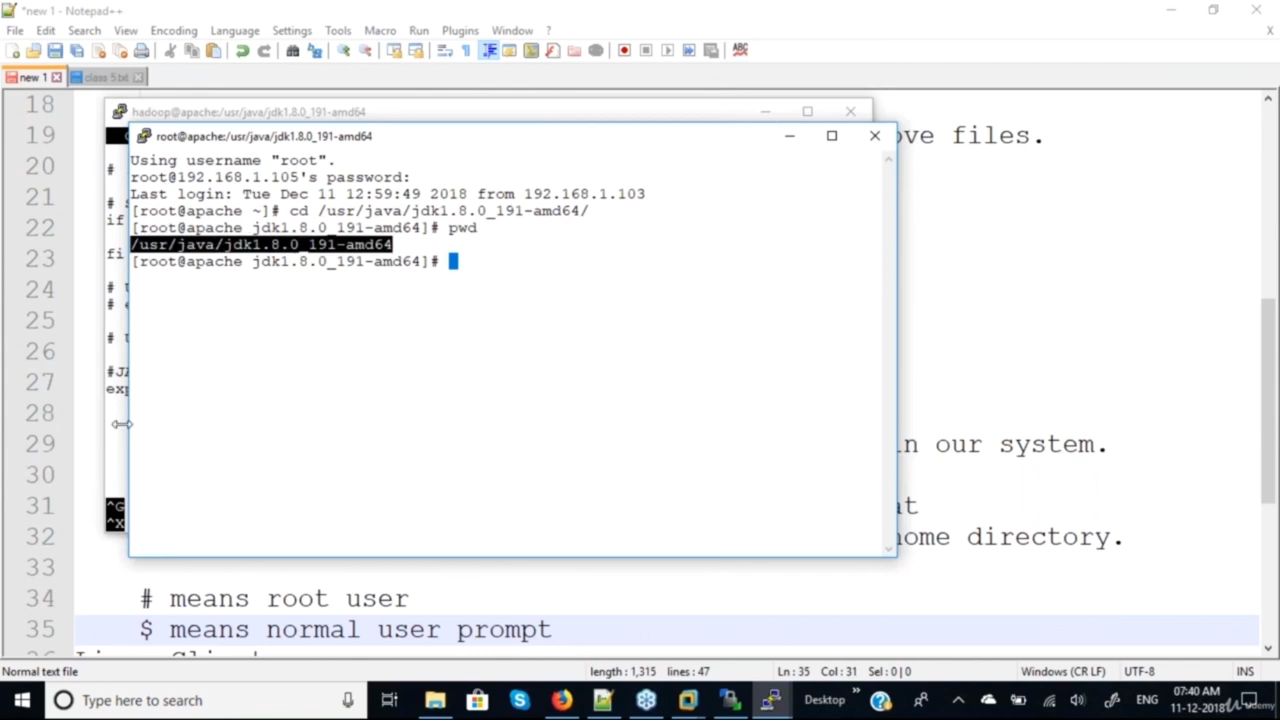 *new 1 - Notepad++
File Edit Search View Encoding Language Settings Tools Macro Run Plugins Window ?
X
ABC
new 1
class 5.txt
18
hadoop@apache:/usr/java/jdk1.8.0_191-amd64
19
ove files.
root@apache:/usr/java/jdk1.8.0_191-amd64
Using username "root".
20
#
root@192.168.1.105's password:
21
Last login: Tue Dec 11 12:59:49 2018 from 192.168.1.103
[root@apache ~]# cd /usr/java/jdk1.8.0_191-amd64/
22
if
[root@apache jdk1.8.0_191-amd64]# pwd
/usr/java/jdk1.8.0_191-amd64
23
fi
[root@apache jdk1.8.0_191-amd64]#
24
#
25
#
26
#
27
#JA
exp
28
29
in our system.
30
31
^G
at
32
^X
home directory.
33
34
# means root user
35
$ means normal user prompt
36
Normal text file
length : 1,315 lines : 47
Ln : 35 Col : 31 Sel : 0 | 0
Windows (CR LF)
UTF-8
INS
Type here to search
Desktop
»
ENG
07:40 AM
11-12-2018
Udemy